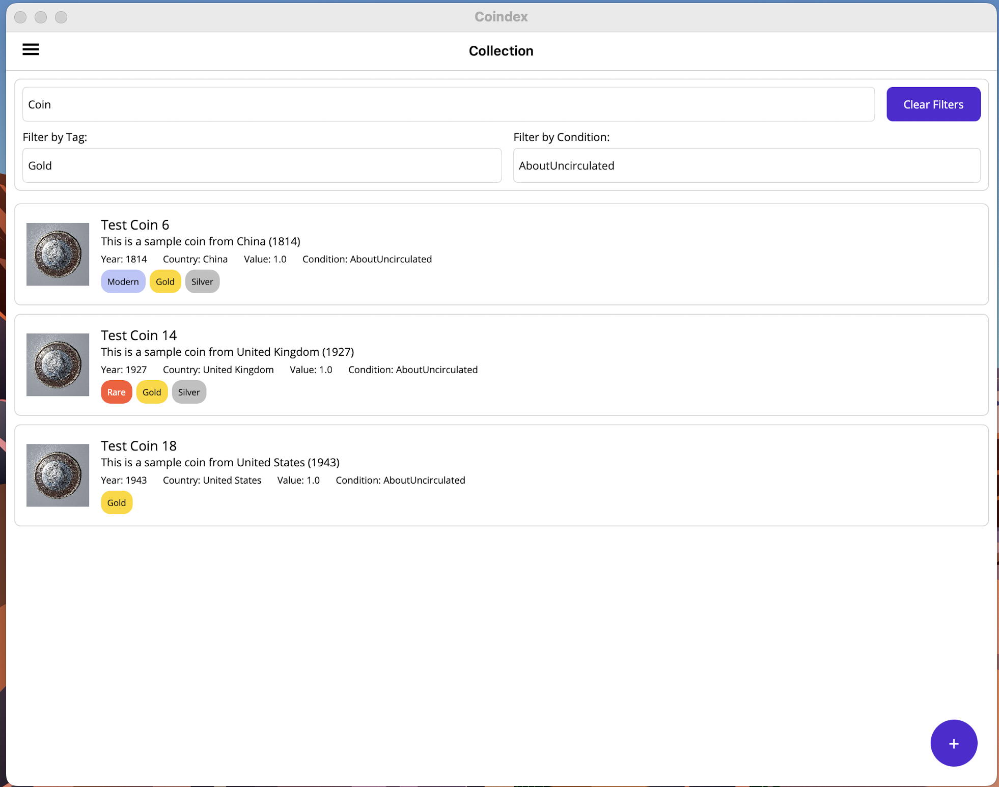 Coindex
Collection
Coin
Clear Filters
Filter by Tag:
Filter by Condition:
Gold
AboutUncirculated
Test Coin 6
This is a sample coin from China (1814)
Year: 1814 Country: China Value: 1.0 Condition: AboutUncirculated
Modern Gold Silver
Test Coin 14
This is a sample coin from United Kingdom (1927)
Year: 1927 Country: United Kingdom Value: 1.0 Condition: AboutUncirculated
Rare Gold Silver
Test Coin 18
This is a sample coin from United States (1943)
Year: 1943 Country: United States Value: 1.0 Condition: AboutUncirculated
Gold
+